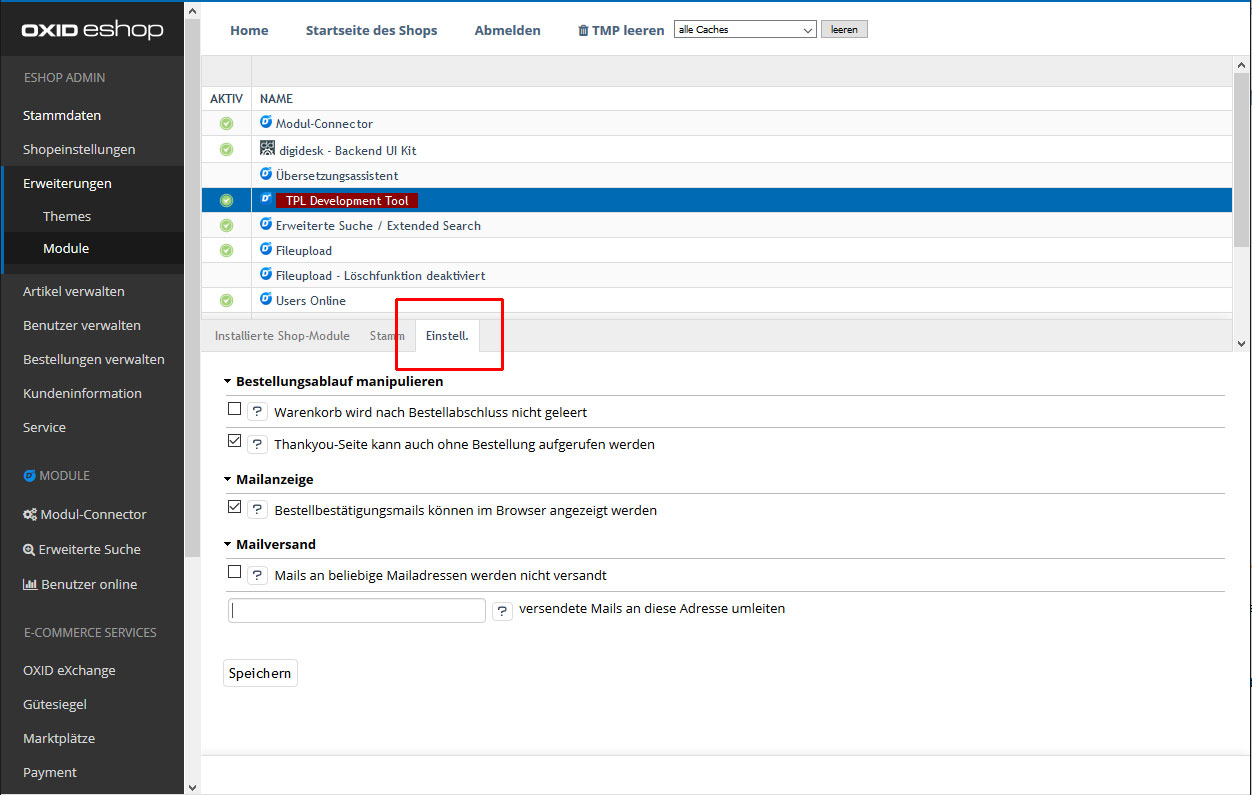 OXID eshop
ESHOP ADMIN
Stammdaten
Shopeinstellungen
Erweiterungen
Themes
Module
Artikel verwalten
Benutzer verwalten
Bestellungen verwalten
Kundeninformation
Service
MODULE
Modul-Connector
Erweiterte Suche
Benutzer online
E-COMMERCE SERVICES
OXID eXchange
Gütesiegel
Marktplätze
Payment
Home Startseite des Shops Abmelden TMP leeren alle Caches leeren
AKTIV NAME
Modul-Connector
digidesk - Backend UI Kit
Übersetzungsassistent
TPL Development Tool
Erweiterte Suche / Extended Search
Fileupload
Fileupload - Löschfunktion deaktiviert
Users Online
Installierte Shop-Module Stamm Einstell.
Bestellungsablauf manipulieren
? Warenkorb wird nach Bestellabschluss nicht geleert
? Thankyou-Seite kann auch ohne Bestellung aufgerufen werden
Mailanzeige
? Bestellbestätigungsmails können im Browser angezeigt werden
Mailversand
? Mails an beliebige Mailadressen werden nicht versandt
? versendete Mails an diese Adresse umleiten
Speichern